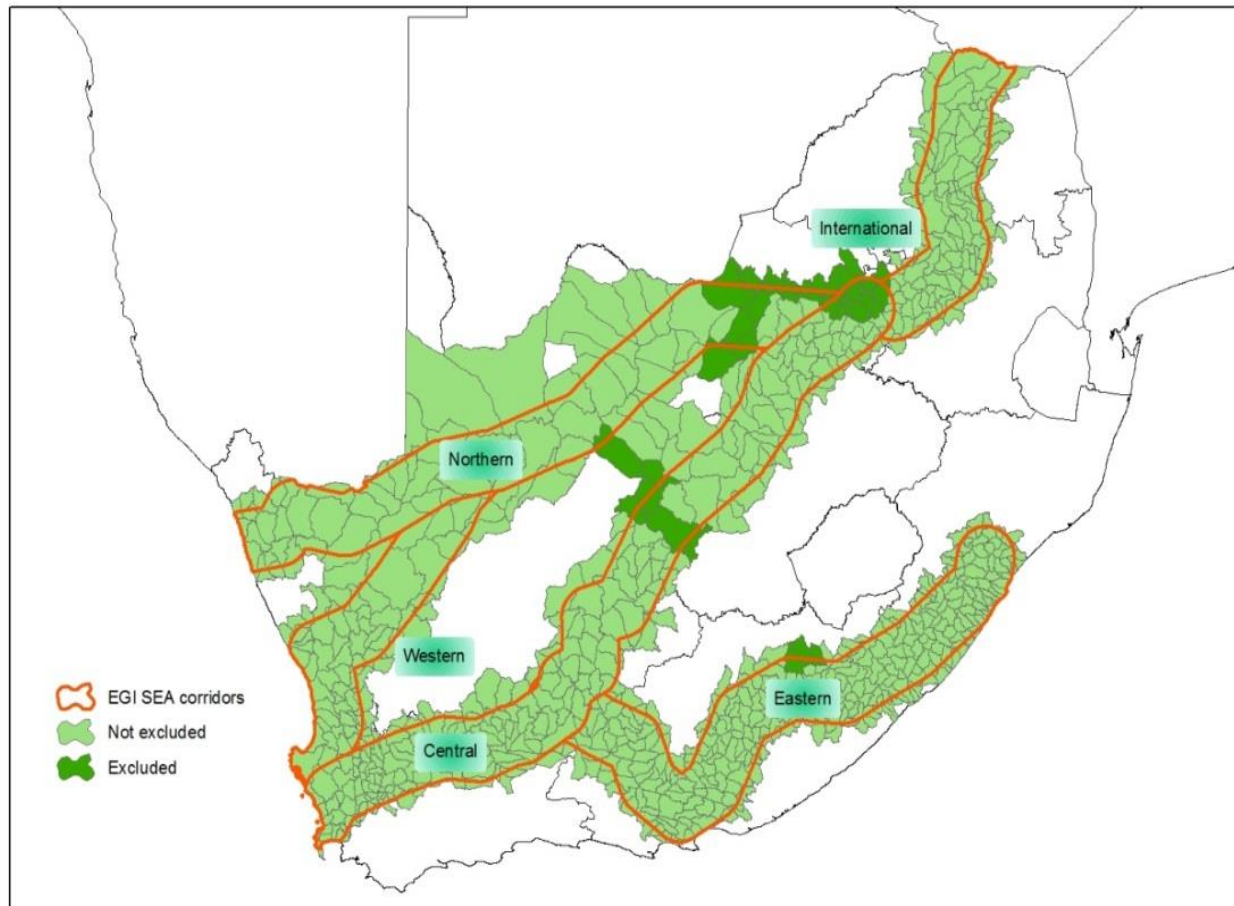 International
Northern
Western
Eastern
Central
EGI SEA corridors
Not excluded
Excluded